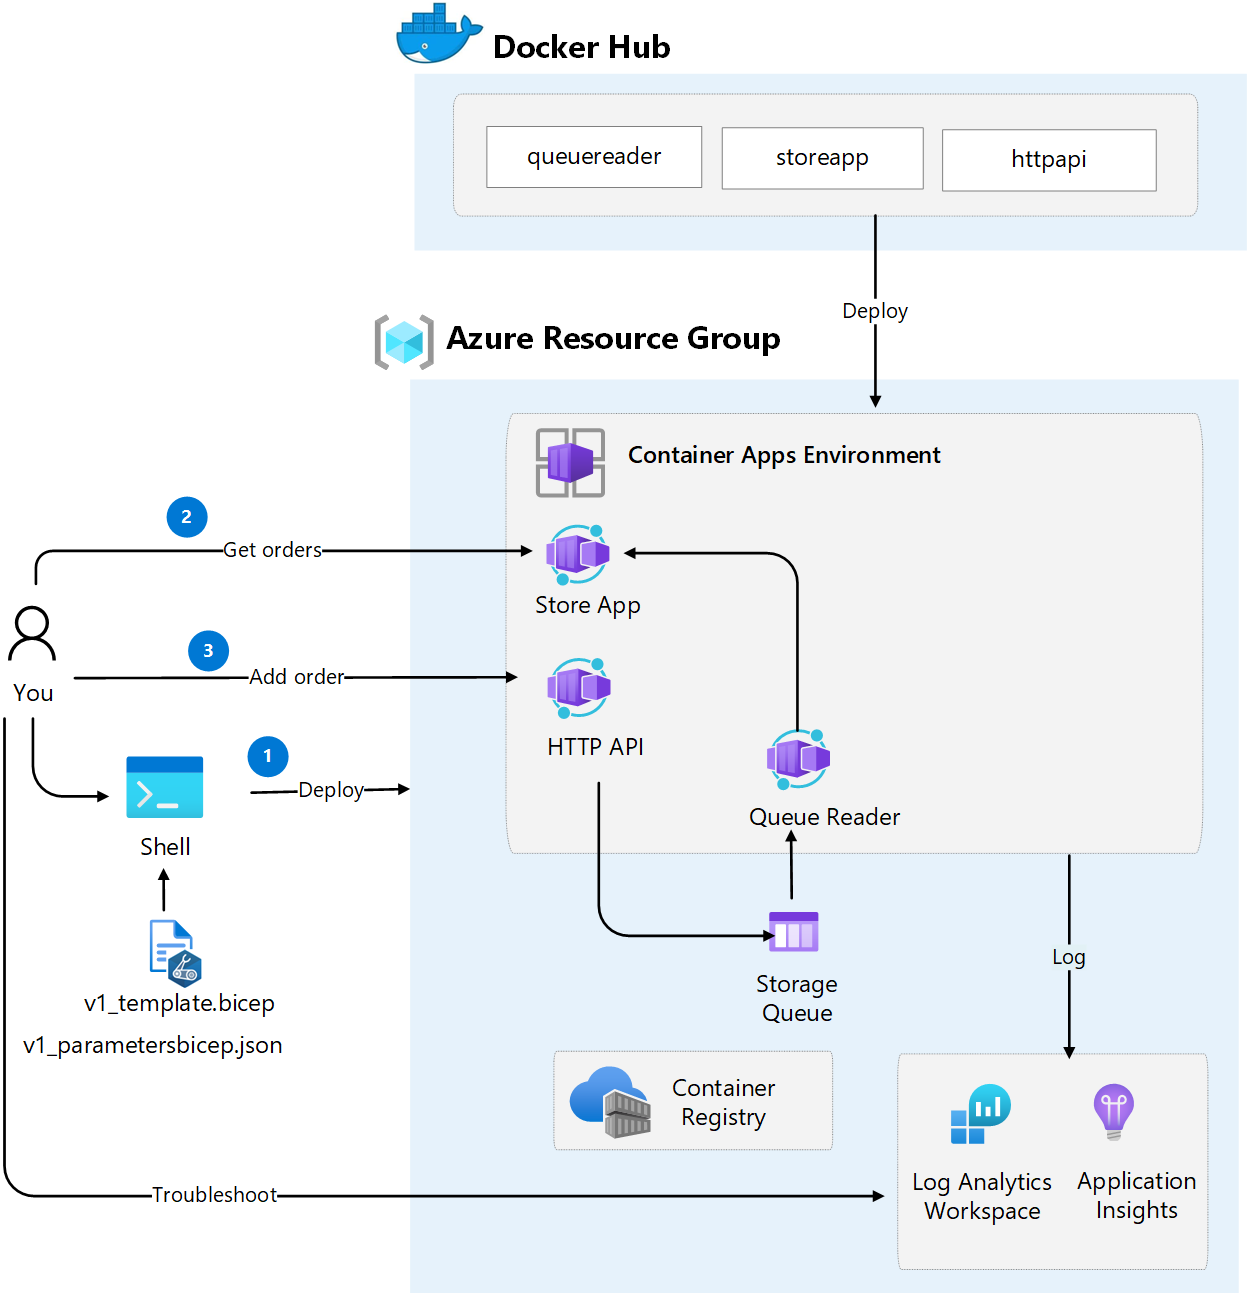 Docker Hub
queuereader
storeapp
httpapi
Deploy
Azure Resource Group
Container Apps Environment
2
Get orders
Store App
3
You
Add order
HTTP API
1
Deploy
Shell
Queue Reader
v1_template.bicep
v1_parametersbicep.json
Storage
Queue
Log
Container
Registry
Troubleshoot
Log Analytics
Workspace
Application
Insights